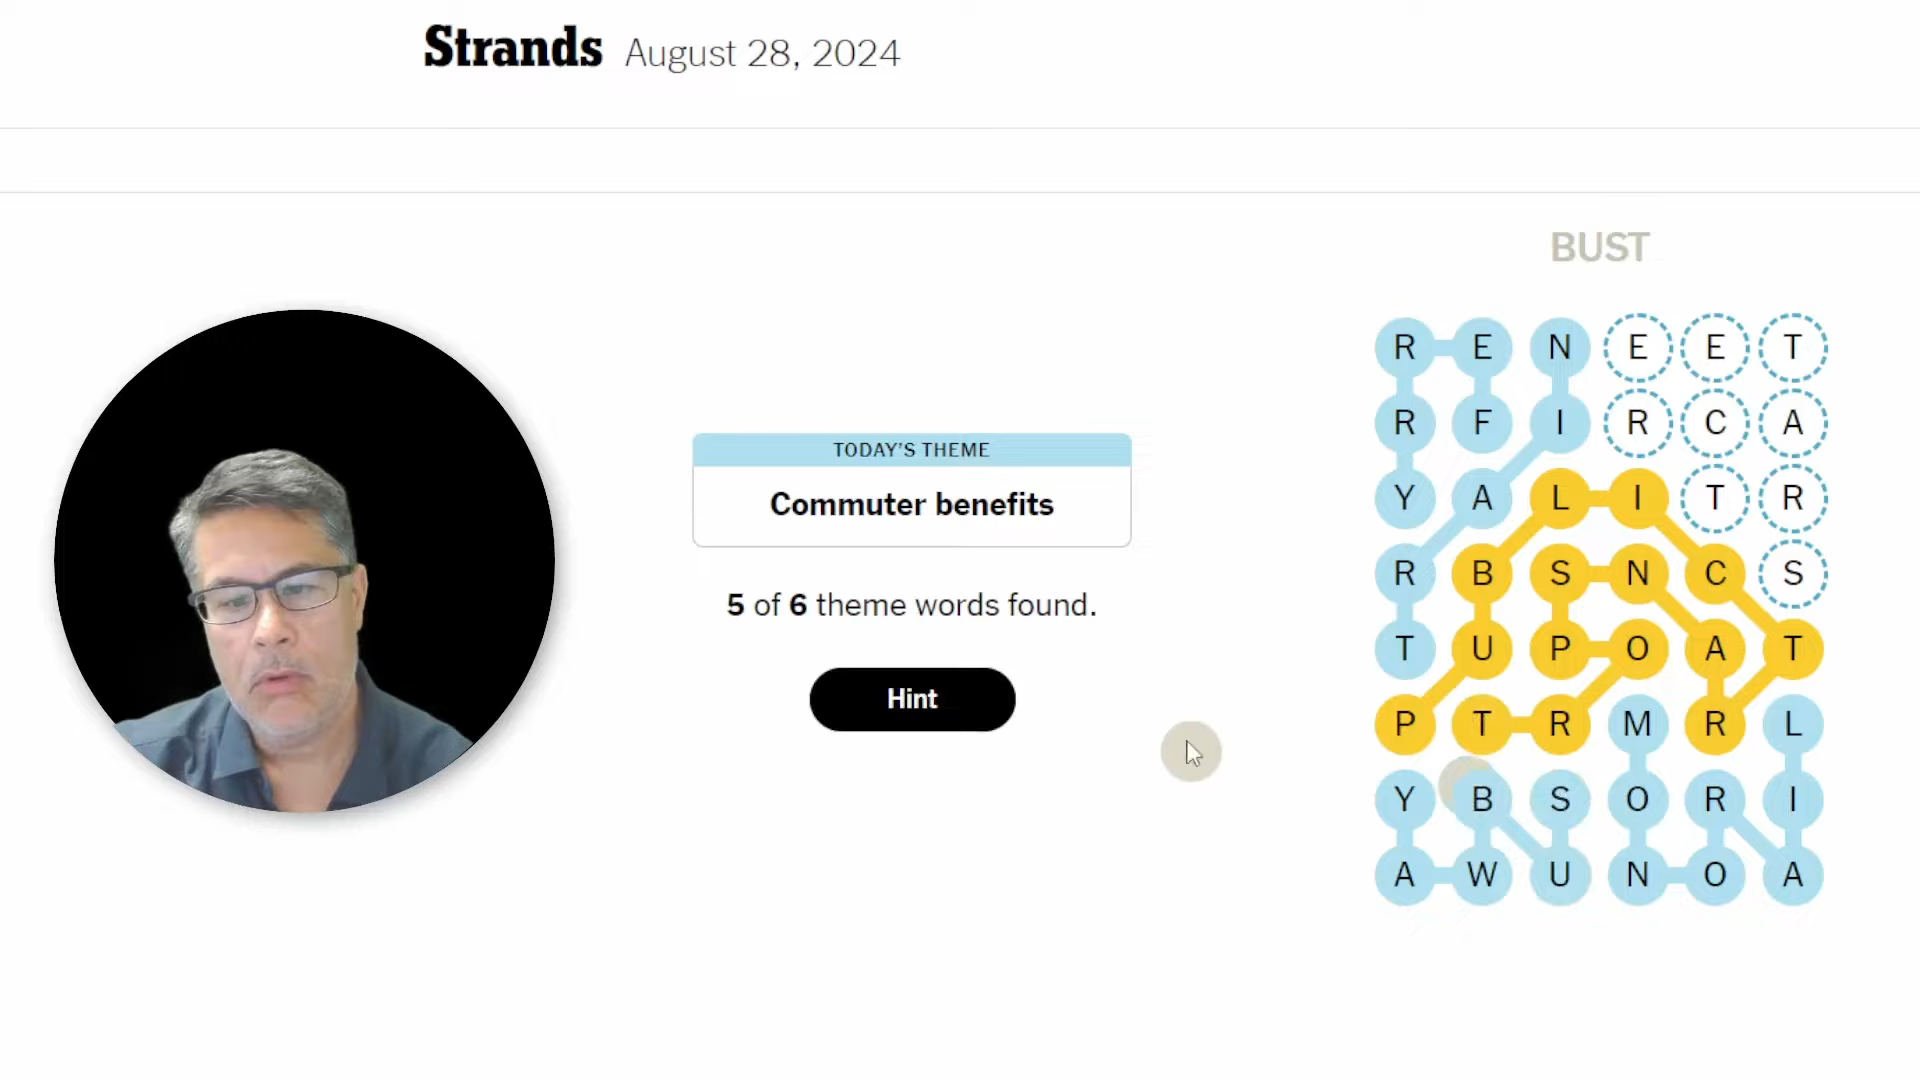 Strands August 28, 2024
BUST
TODAY'S THEME
Commuter benefits
5 of 6 theme words found.
Hint
R E N E E T
R F I R C A
Y A L I T R
R B S N C S
T U P O A T
P T R M R L
Y B S O R I
A W U N O A